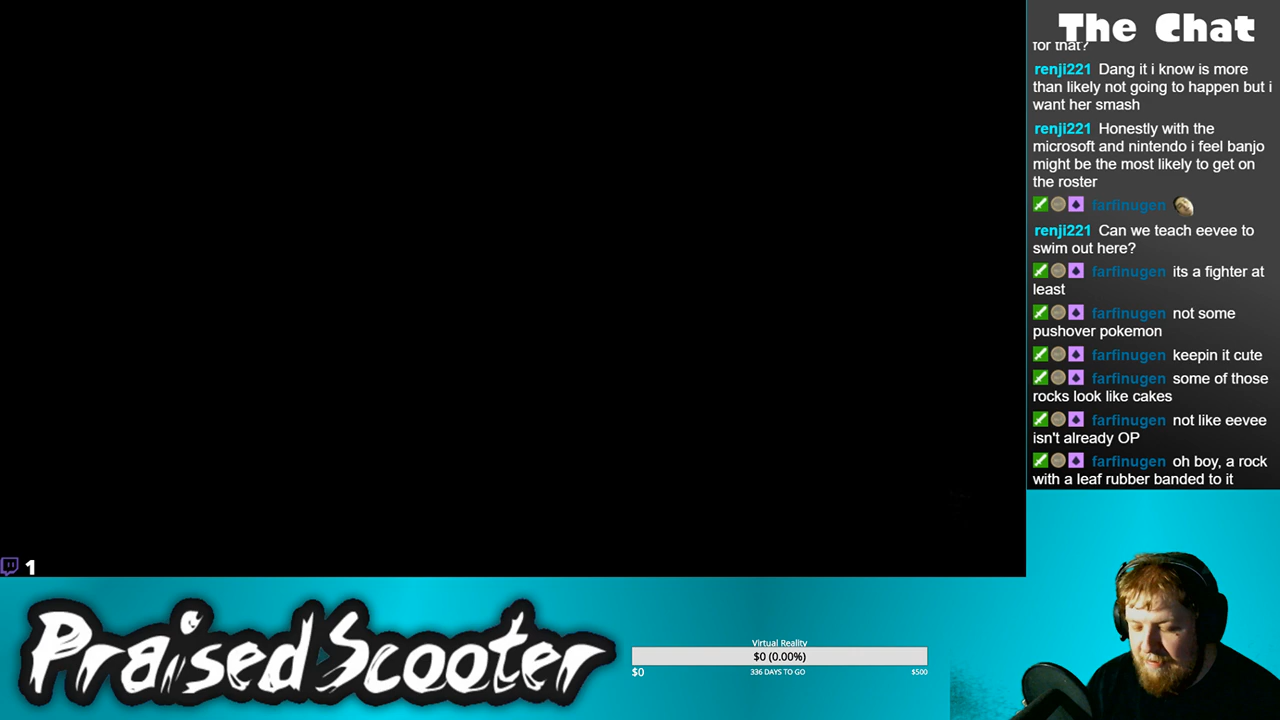 The Chat
for that?
renji221 Dang it i know is more
than likely not going to happen but i
want her smash
renji221 Honestly with the
microsoft and nintendo i feel banjo
might be the most likely to get on
the roster
farfinugen
renji221 Can we teach eevee to
swim out here?
farfinugen its a fighter at
least
farfinugen not some
pushover pokemon
farfinugen keepin it cute
farfinugen some of those
rocks look like cakes
farfinugen not like eevee
isn't already OP
farfinugen oh boy, a rock
with a leaf rubber banded to it
1
PraisedScooter
Virtual Reality
$0 (0.00%)
$0 336 DAYS TO GO $500